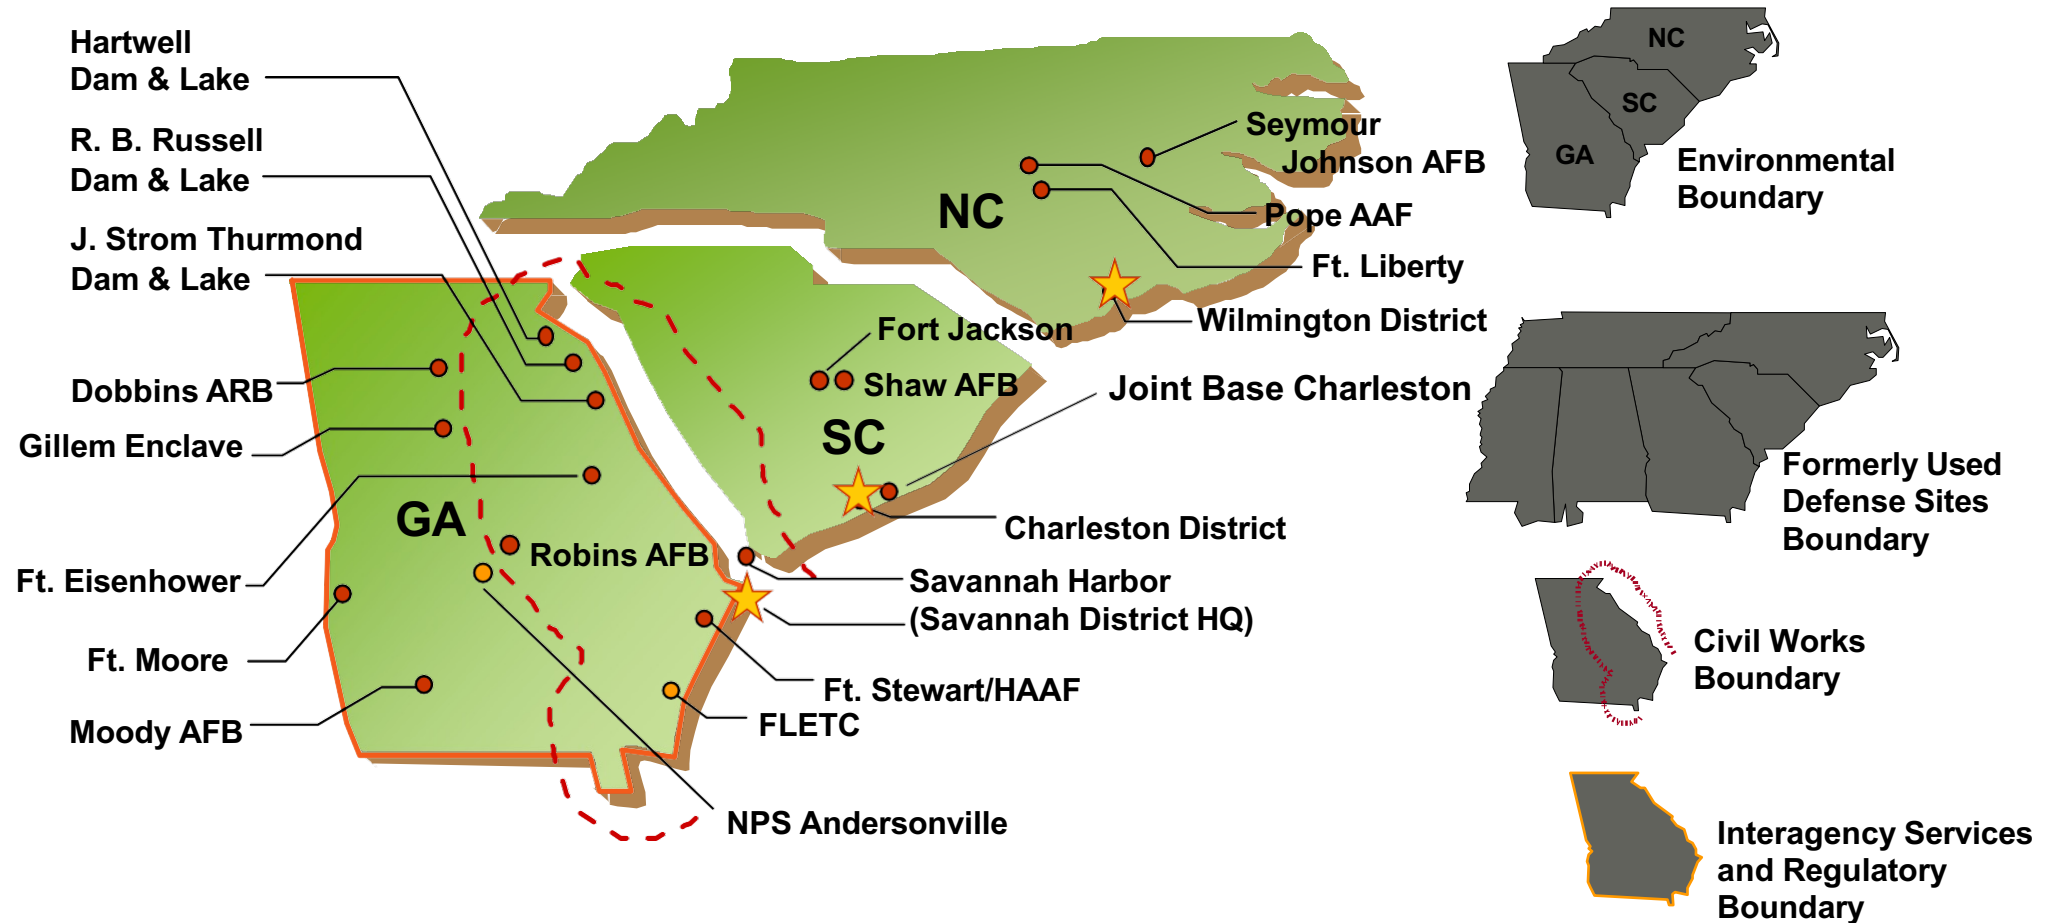 Hartwell
Dam & Lake
R. B. Russell
Dam & Lake
J. Strom Thurmond
Dam & Lake
Dobbins ARB
Gillem Enclave
GA
Robins AFB
Ft. Eisenhower
Ft. Moore
Moody AFB
NC
Seymour
Johnson AFB
Pope AAF
Ft. Liberty
Wilmington District
Fort Jackson
Shaw AFB
Joint Base Charleston
SC
Charleston District
Savannah Harbor
(Savannah District HQ)
Ft. Stewart/HAAF
FLETC
NPS Andersonville
NC
SC
GA
Environmental
Boundary
Formerly Used
Defense Sites
Boundary
Civil Works
Boundary
Interagency Services
and Regulatory
Boundary